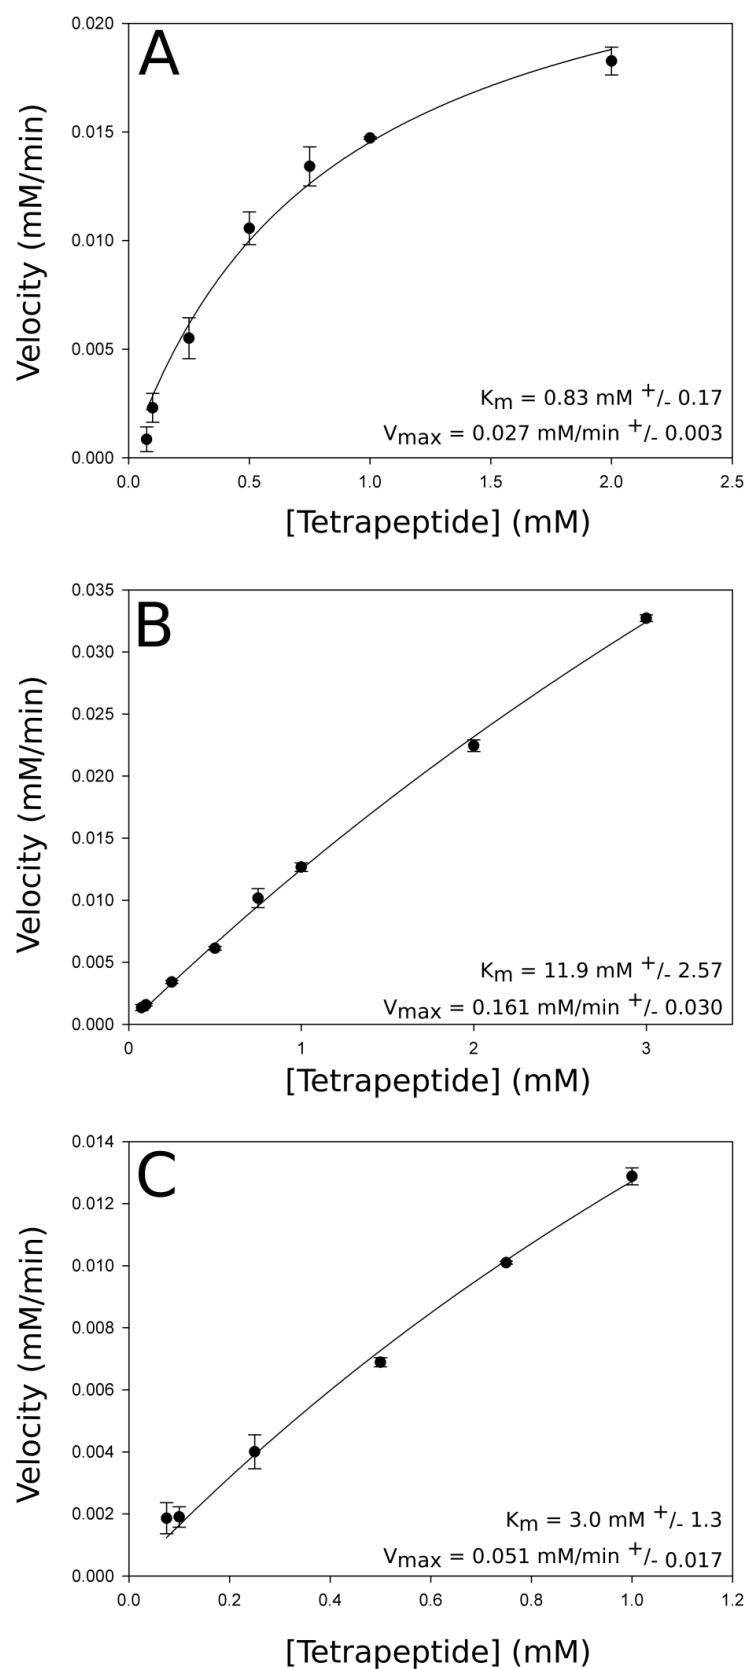 A
0.020
0.015
0.010
0.005
0.000
Velocity (mM/min)
Km = 0.83 mM +/- 0.17
Vmax = 0.027 mM/min +/- 0.003
0.0 0.5 1.0 1.5 2.0 2.5
[Tetrapeptide] (mM)
B
0.035
0.030
0.025
0.020
0.015
0.010
0.005
0.000
Velocity (mM/min)
Km = 11.9 mM +/- 2.57
Vmax = 0.161 mM/min +/- 0.030
0 1 2 3
[Tetrapeptide] (mM)
C
0.014
0.012
0.010
0.008
0.006
0.004
0.002
0.000
Velocity (mM/min)
Km = 3.0 mM +/- 1.3
Vmax = 0.051 mM/min +/- 0.017
0.0 0.2 0.4 0.6 0.8 1.0 1.2
[Tetrapeptide] (mM)